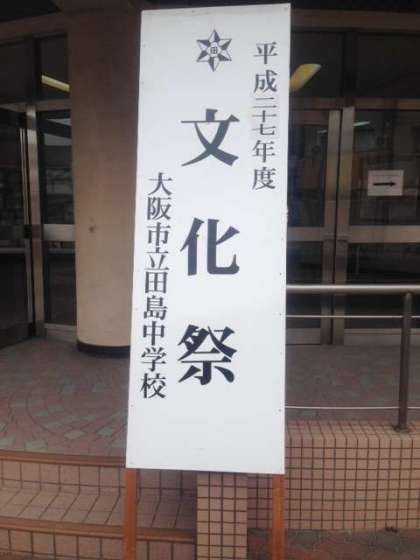 平成二十七年度
文化祭
大阪市立田島中学校
田